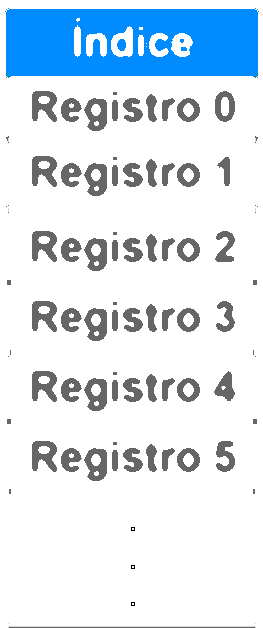 Índice
Registro 0
Registro 1
Registro 2
Registro 3
Registro 4
Registro 5
.
.
.